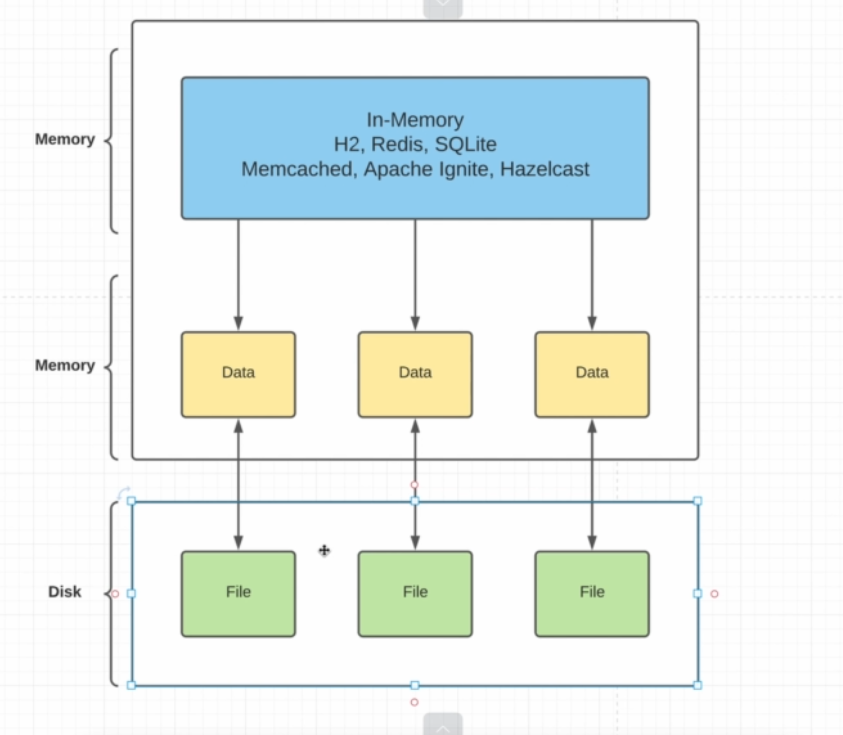 In-Memory
H2, Redis, SQLite
Memcached, Apache Ignite, Hazelcast
Memory
Memory
Data
Data
Data
Disk
File
File
File